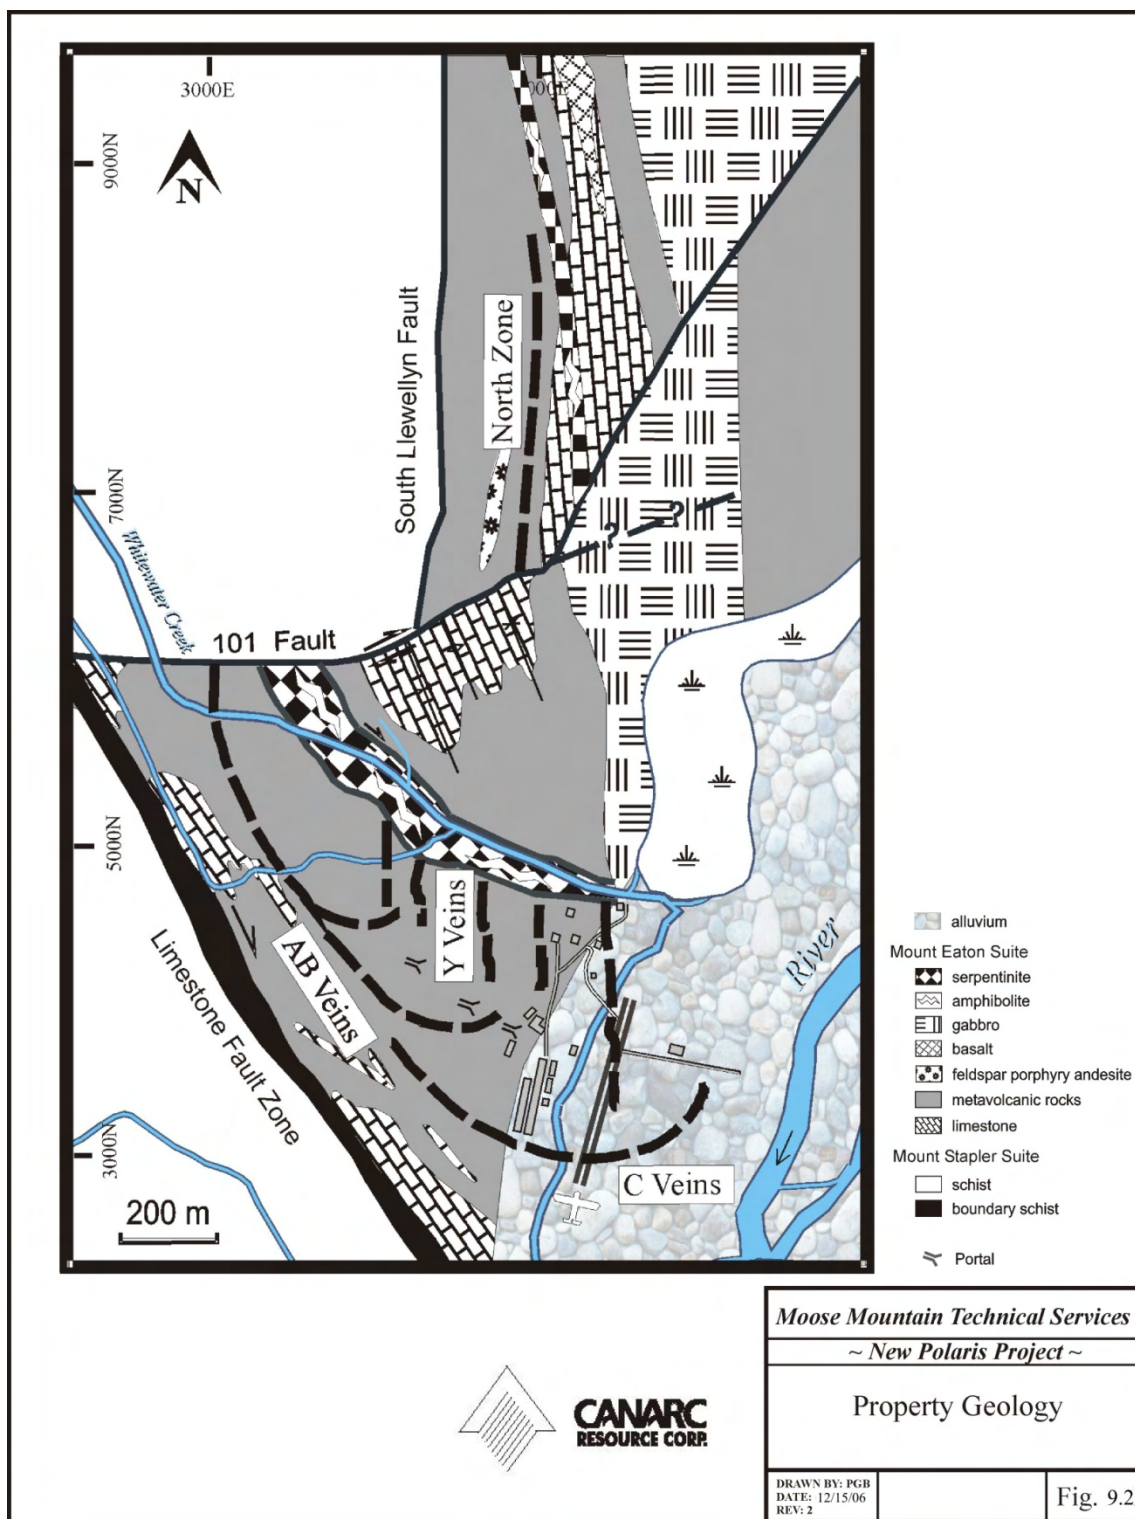 3000E
000E
9000N
N
South Llewellyn Fault
North Zone
7000N
Whitewater Creek
?
?
101 Fault
5000N
Y Veins
AB Veins
Limestone Fault Zone
River
3000N
C Veins
200 m
alluvium
Mount Eaton Suite
serpentinite
amphibolite
gabbro
basalt
feldspar porphyry andesite
metavolcanic rocks
limestone
Mount Stapler Suite
schist
boundary schist
Portal
Moose Mountain Technical Services
~ New Polaris Project ~
Property Geology
CANARC
RESOURCE CORP.
DRAWN BY: PGB
DATE: 12/15/06
REV: 2
Fig. 9.2